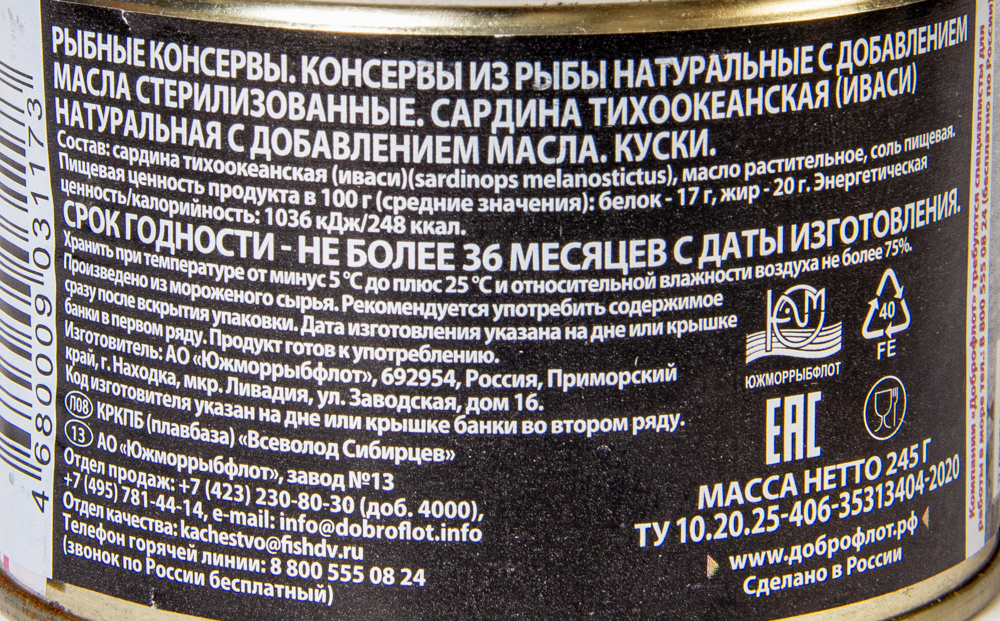 РЫБНЫЕ КОНСЕРВЫ. КОНСЕРВЫ ИЗ РЫБЫ НАТУРАЛЬНЫЕ С ДОБАВЛЕНИЕМ
МАСЛА СТЕРИЛИЗОВАННЫЕ. САРДИНА ТИХООКЕАНСКАЯ (ИВАСИ)
НАТУРАЛЬНАЯ С ДОБАВЛЕНИЕМ МАСЛА. КУСКИ.
Состав: сардина тихоокеанская (иваси)(sardinops melanostictus), масло растительное, соль пищевая.
Пищевая ценность продукта в 100 г (средние значения): белок - 17 г, жир - 20 г. Энергетическая
ценность/калорийность: 1036 кДж/248 ккал.
СРОК ГОДНОСТИ - НЕ БОЛЕЕ 36 МЕСЯЦЕВ С ДАТЫ ИЗГОТОВЛЕНИЯ.
Хранить при температуре от минус 5 °С до плюс 25 °С и относительной влажности воздуха не более 75%.
Произведено из мороженого сырья. Рекомендуется употребить содержимое
сразу после вскрытия упаковки. Дата изготовления указана на дне или крышке
банки в первом ряду. Продукт готов к употреблению.
Изготовитель: АО «Южморрыбфлот», 692954, Россия, Приморский
край, г. Находка, мкр. Ливадия, ул. Заводская, дом 16.
Код изготовителя указан на дне или крышке банки во втором ряду.
П08 КРКПБ (плавбаза) «Всеволод Сибирцев»
13 АО «Южморрыбфлот», завод №13
Отдел продаж: +7 (423) 230-80-30 (доб. 4000),
+7 (495) 781-44-14, e-mail: info@dobroflot.info
Отдел качества: kachestvo@fishdv.ru
Телефон горячей линии: 8 800 555 08 24
(звонок по России бесплатный)
ЮЖМОРРЫБФЛОТ
40
FE
EAC
МАССА НЕТТО 245 Г
ТУ 10.20.25-406-35313404-2020
www.доброфлот.рф
Сделано в России
4 680009 031173
Компании «Доброфлот» требуются специалисты для